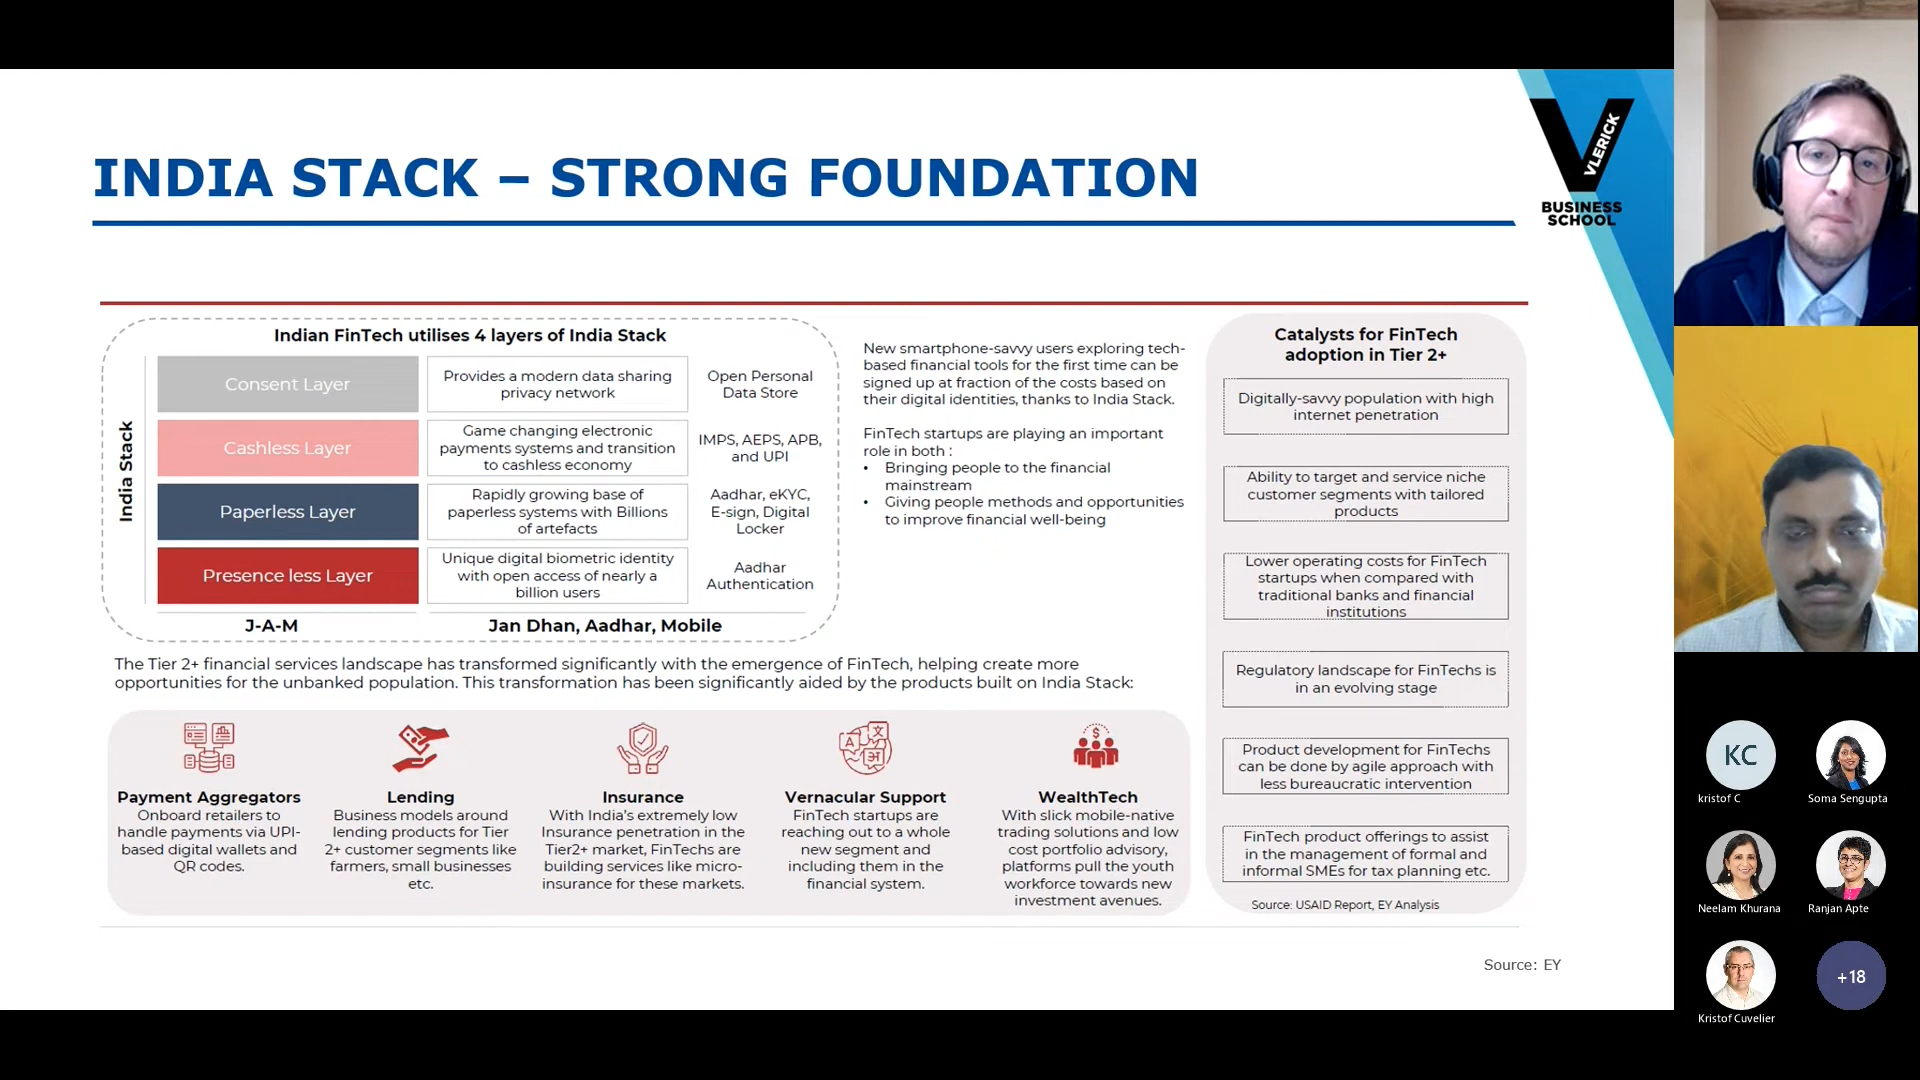 INDIA STACK – STRONG FOUNDATION
VLERICK
BUSINESS
SCHOOL
Indian FinTech utilises 4 layers of India Stack
India Stack
Consent Layer
Provides a modern data sharing
privacy network
Open Personal
Data Store
Cashless Layer
Game changing electronic
payments systems and transition
to cashless economy
IMPS, AEPS, APB,
and UPI
Paperless Layer
Rapidly growing base of
paperless systems with Billions
of artefacts
Aadhar, eKYC,
E-sign, Digital
Locker
Presence less Layer
Unique digital biometric identity
with open access of nearly a
billion users
Aadhar
Authentication
J-A-M
Jan Dhan, Aadhar, Mobile
New smartphone-savvy users exploring tech-
based financial tools for the first time can be
signed up at fraction of the costs based on
their digital identities, thanks to India Stack.
FinTech startups are playing an important
role in both :
• Bringing people to the financial
mainstream
• Giving people methods and opportunities
to improve financial well-being
The Tier 2+ financial services landscape has transformed significantly with the emergence of FinTech, helping create more
opportunities for the unbanked population. This transformation has been significantly aided by the products built on India Stack:
Payment Aggregators
Onboard retailers to
handle payments via UPI-
based digital wallets and
QR codes.
Lending
Business models around
lending products for Tier
2+ customer segments like
farmers, small businesses
etc.
Insurance
With India's extremely low
Insurance penetration in the
Tier2+ market, FinTechs are
building services like micro-
insurance for these markets.
A
文
अ
Vernacular Support
FinTech startups are
reaching out to a whole
new segment and
including them in the
financial system.
$
WealthTech
With slick mobile-native
trading solutions and low
cost portfolio advisory,
platforms pull the youth
workforce towards new
investment avenues.
Catalysts for FinTech
adoption in Tier 2+
Digitally-savvy population with high
internet penetration
Ability to target and service niche
customer segments with tailored
products
Lower operating costs for FinTech
startups when compared with
traditional banks and financial
institutions
Regulatory landscape for FinTechs is
in an evolving stage
Product development for FinTechs
can be done by agile approach with
less bureaucratic intervention
FinTech product offerings to assist
in the management of formal and
informal SMEs for tax planning etc.
Source: USAID Report, EY Analysis
Source: EY
KC
kristof C
Soma Sengupta
Neelam Khurana
Ranjan Apte
Kristof Cuvelier
+18